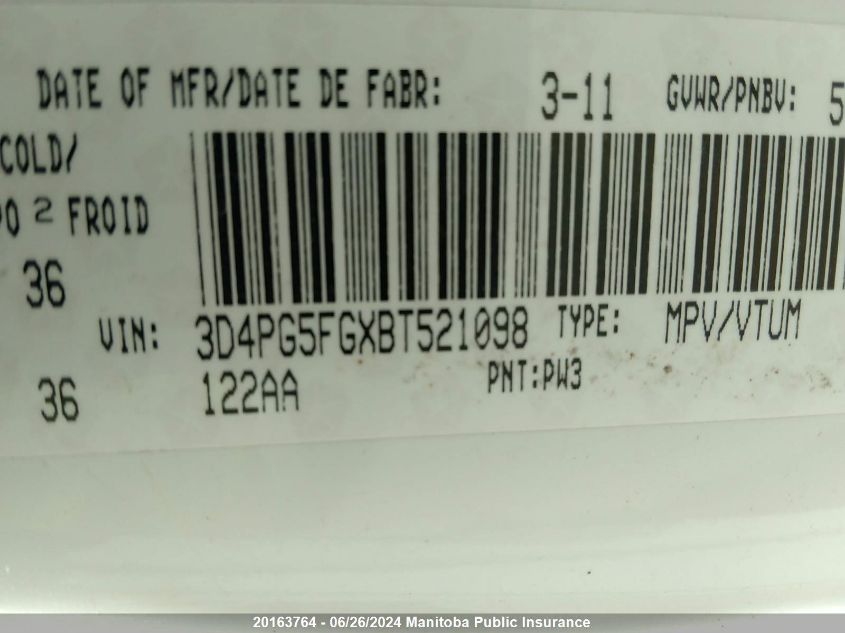 DATE OF MFR/DATE DE FABR: 3-11 GVWR/PNBV: 5
COLD/
PO 2 FROID
36
VIN: 3D4PG5FGXBT521098 TYPE: MPV/VTUM
36 122AA PNT:PW3
20163764 - 06/26/2024 Manitoba Public Insurance